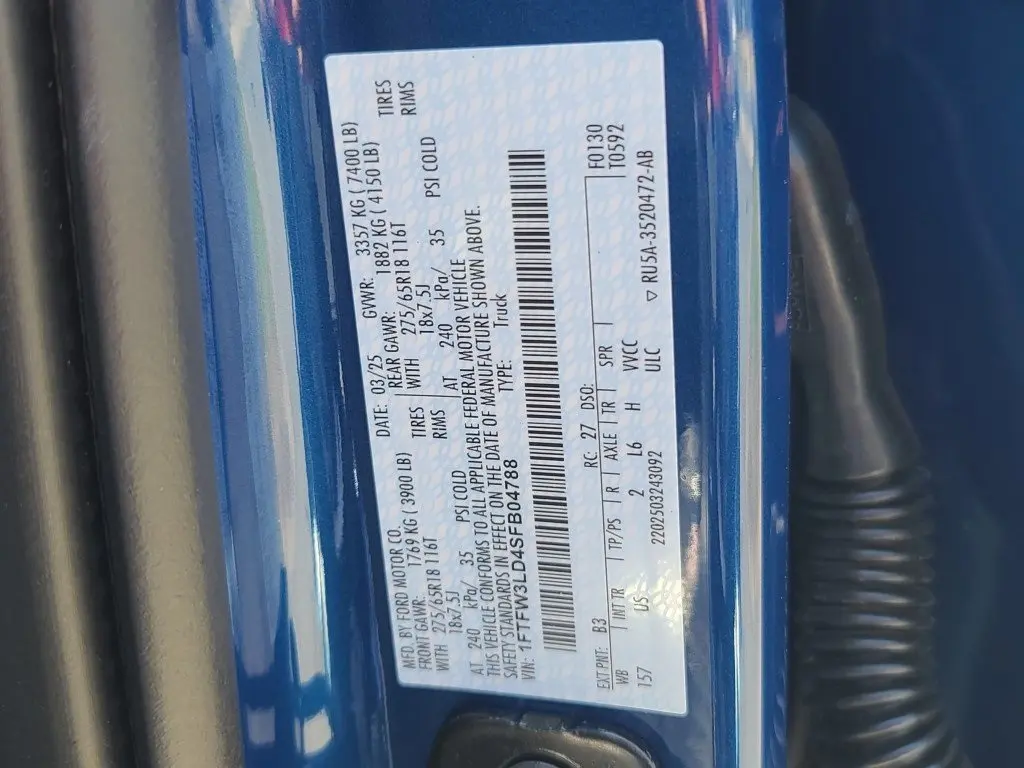 MFD. BY FORD MOTOR CO.
DATE: 03/25 GVWR: 3357 KG ( 7400 LB)
FRONT GAWR: 1769 KG ( 3900 LB) REAR GAWR: 1882 KG ( 4150 LB)
WITH 275/65R18 116T TIRES WITH 275/65R18 116T TIRES
18x7.5J RIMS 18x7.5J RIMS
AT 240 kPa/ 35 PSI COLD AT 240 kPa/ 35 PSI COLD
THIS VEHICLE CONFORMS TO ALL APPLICABLE FEDERAL MOTOR VEHICLE
SAFETY STANDARDS IN EFFECT ON THE DATE OF MANUFACTURE SHOWN ABOVE.
VIN: 1FTFW3LD4SFB04788 TYPE: Truck
EXT PNT: B3 RC: 27 DSO: F0130
WB INT TR TP/PS R AXLE TR SPR T0592
157 US 2 L6 H VVCC
2202503243092 ULC ▽ RU5A-3520472-AB